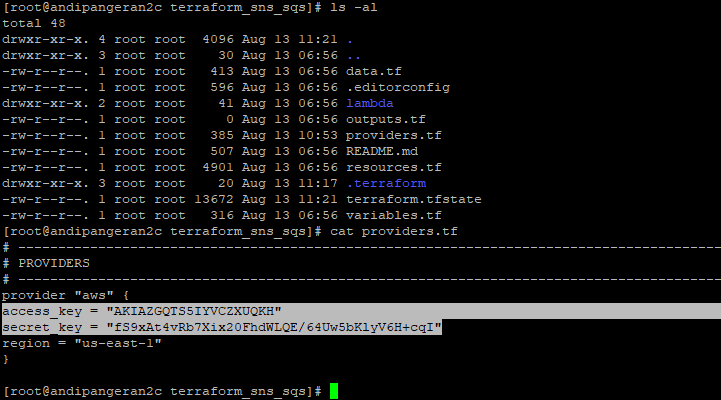 [root@andipangeran2c terraform_sns_sqs]# ls -al
total 48
drwxr-xr-x. 4 root root 4096 Aug 13 11:21 .
drwxr-xr-x. 3 root root 30 Aug 13 06:56 ..
-rw-r--r--. 1 root root 413 Aug 13 06:56 data.tf
-rw-r--r--. 1 root root 596 Aug 13 06:56 .editorconfig
drwxr-xr-x. 2 root root 41 Aug 13 06:56 lambda
-rw-r--r--. 1 root root 0 Aug 13 06:56 outputs.tf
-rw-r--r--. 1 root root 385 Aug 13 10:53 providers.tf
-rw-r--r--. 1 root root 507 Aug 13 06:56 README.md
-rw-r--r--. 1 root root 4901 Aug 13 06:56 resources.tf
drwxr-xr-x. 3 root root 20 Aug 13 11:17 .terraform
-rw-r--r--. 1 root root 13672 Aug 13 11:21 terraform.tfstate
-rw-r--r--. 1 root root 316 Aug 13 06:56 variables.tf
[root@andipangeran2c terraform_sns_sqs]# cat providers.tf
# ---------------------------------------------------------------------------------------------
# PROVIDERS
# ---------------------------------------------------------------------------------------------
provider "aws" {
access_key = "AKIAZGQTS5IYVCZXUQKH"
secret_key = "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"
region = "us-east-1"
}
[root@andipangeran2c terraform_sns_sqs]#